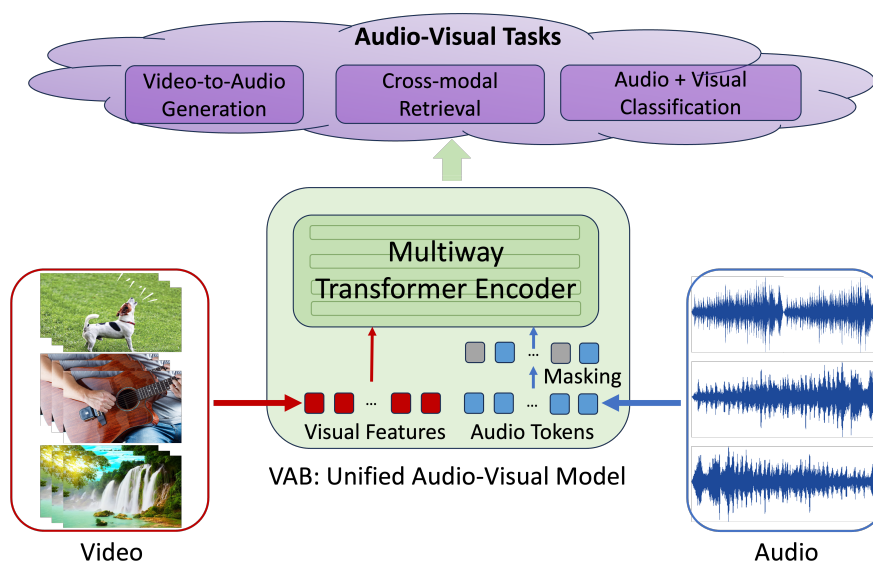 Audio-Visual Tasks
Video-to-Audio
Generation
Cross-modal
Retrieval
Audio + Visual
Classification
Multiway
Transformer Encoder
...
Masking
... ...
Visual Features
Audio Tokens
VAB: Unified Audio-Visual Model
Video
Audio